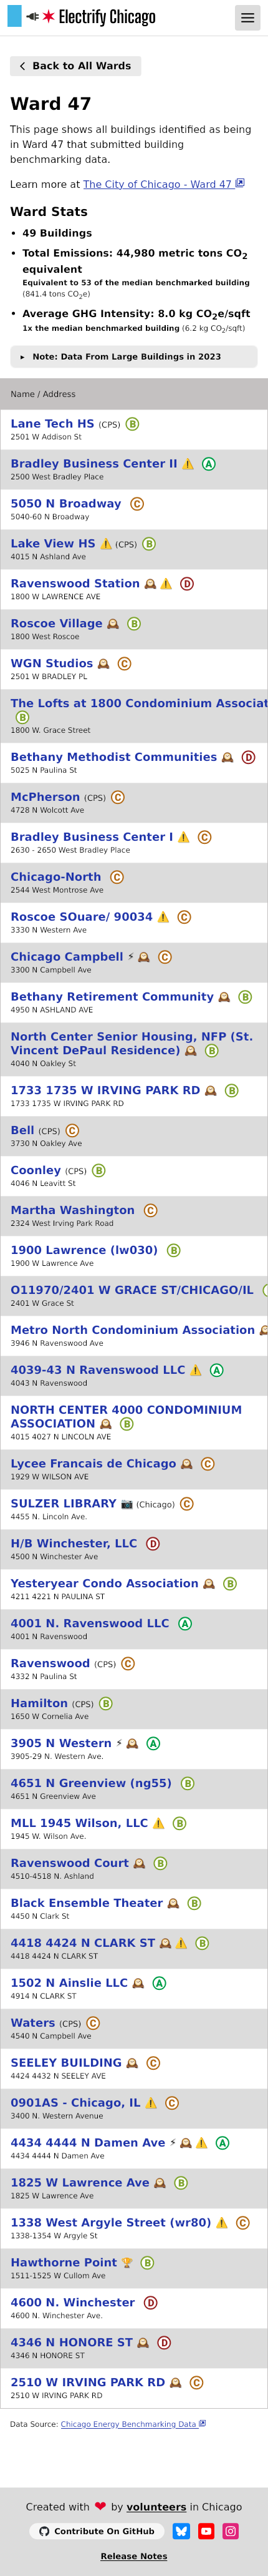 Electrify Chicago
Back to All Wards
Ward 47
This page shows all buildings identified as being
in Ward 47 that submitted building
benchmarking data.
Learn more at The City of Chicago - Ward 47
Ward Stats
• 49 Buildings
• Total Emissions: 44,980 metric tons CO2
equivalent
Equivalent to 53 of the median benchmarked building
(841.4 tons CO2e)
• Average GHG Intensity: 8.0 kg CO2e/sqft
1x the median benchmarked building (6.2 kg CO2/sqft)
▸ Note: Data From Large Buildings in 2023
Name / Address
Lane Tech HS (CPS) B
2501 W Addison St
Bradley Business Center II ⚠️ A
2500 West Bradley Place
5050 N Broadway C
5040-60 N Broadway
Lake View HS ⚠️ (CPS) B
4015 N Ashland Ave
Ravenswood Station 🕰️ ⚠️ D
1800 W LAWRENCE AVE
Roscoe Village 🕰️ B
1800 West Roscoe
WGN Studios 🕰️ C
2501 W BRADLEY PL
The Lofts at 1800 Condominium Associat
B
1800 W. Grace Street
Bethany Methodist Communities 🕰️ D
5025 N Paulina St
McPherson (CPS) C
4728 N Wolcott Ave
Bradley Business Center I ⚠️ C
2630 - 2650 West Bradley Place
Chicago-North C
2544 West Montrose Ave
Roscoe SOuare/ 90034 ⚠️ C
3330 N Western Ave
Chicago Campbell ⚡ 🕰️ C
3300 N Campbell Ave
Bethany Retirement Community 🕰️ B
4950 N ASHLAND AVE
North Center Senior Housing, NFP (St.
Vincent DePaul Residence) 🕰️ B
4040 N Oakley St
1733 1735 W IRVING PARK RD 🕰️ B
1733 1735 W IRVING PARK RD
Bell (CPS) C
3730 N Oakley Ave
Coonley (CPS) B
4046 N Leavitt St
Martha Washington C
2324 West Irving Park Road
1900 Lawrence (lw030) B
1900 W Lawrence Ave
O11970/2401 W GRACE ST/CHICAGO/IL
2401 W Grace St
Metro North Condominium Association 🕰️
3946 N Ravenswood Ave
4039-43 N Ravenswood LLC ⚠️ A
4043 N Ravenswood
NORTH CENTER 4000 CONDOMINIUM
ASSOCIATION 🕰️ B
4015 4027 N LINCOLN AVE
Lycee Francais de Chicago 🕰️ C
1929 W WILSON AVE
SULZER LIBRARY 📷 (Chicago) C
4455 N. Lincoln Ave.
H/B Winchester, LLC D
4500 N Winchester Ave
Yesteryear Condo Association 🕰️ B
4211 4221 N PAULINA ST
4001 N. Ravenswood LLC A
4001 N Ravenswood
Ravenswood (CPS) C
4332 N Paulina St
Hamilton (CPS) B
1650 W Cornelia Ave
3905 N Western ⚡ 🕰️ A
3905-29 N. Western Ave.
4651 N Greenview (ng55) B
4651 N Greenview Ave
MLL 1945 Wilson, LLC ⚠️ B
1945 W. Wilson Ave.
Ravenswood Court 🕰️ B
4510-4518 N. Ashland
Black Ensemble Theater 🕰️ B
4450 N Clark St
4418 4424 N CLARK ST 🕰️ ⚠️ B
4418 4424 N CLARK ST
1502 N Ainslie LLC 🕰️ A
4914 N CLARK ST
Waters (CPS) C
4540 N Campbell Ave
SEELEY BUILDING 🕰️ C
4424 4432 N SEELEY AVE
0901AS - Chicago, IL ⚠️ C
3400 N. Western Avenue
4434 4444 N Damen Ave ⚡ 🕰️ ⚠️ A
4434 4444 N Damen Ave
1825 W Lawrence Ave 🕰️ B
1825 W Lawrence Ave
1338 West Argyle Street (wr80) ⚠️ C
1338-1354 W Argyle St
Hawthorne Point 🏆 B
1511-1525 W Cullom Ave
4600 N. Winchester D
4600 N. Winchester Ave.
4346 N HONORE ST 🕰️ D
4346 N HONORE ST
2510 W IRVING PARK RD 🕰️ C
2510 W IRVING PARK RD
Data Source: Chicago Energy Benchmarking Data
Created with ❤ by volunteers in Chicago
Contribute On GitHub
Release Notes